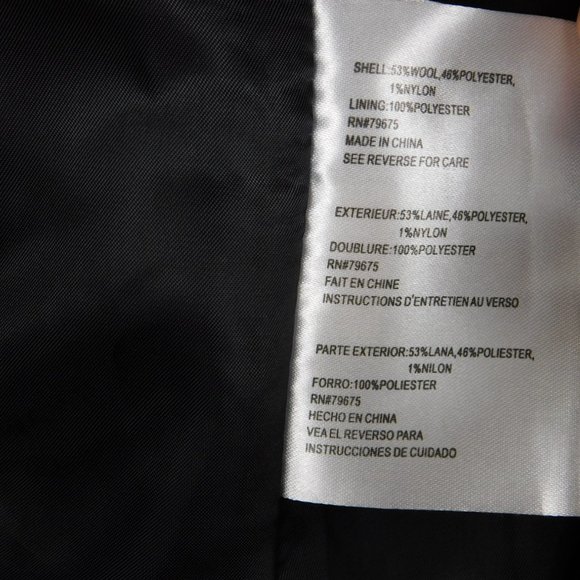 SHELL:53%WOOL,46%POLYESTER,
1%NYLON
LINING:100%POLYESTER
RN#79675
MADE IN CHINA
SEE REVERSE FOR CARE
EXTERIEUR:53%LAINE,46%POLYESTER,
1%NYLON
DOUBLURE:100%POLYESTER
RN#79675
FAIT EN CHINE
INSTRUCTIONS D'ENTRETIEN AU VERSO
PARTE EXTERIOR:53%LANA,46%POLIESTER,
1%NILON
FORRO:100%POLIESTER
RN#79675
HECHO EN CHINA
VEA EL REVERSO PARA
INSTRUCCIONES DE CUIDADO